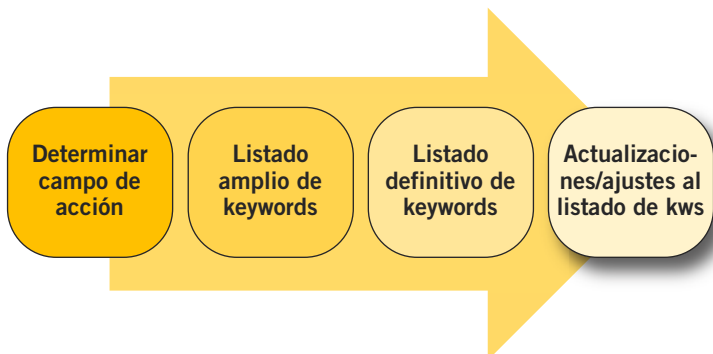 Determinar
campo de
acción
Listado
amplio de
keywords
Listado
definitivo de
keywords
Actualizacio-
nes/ajustes al
listado de kws